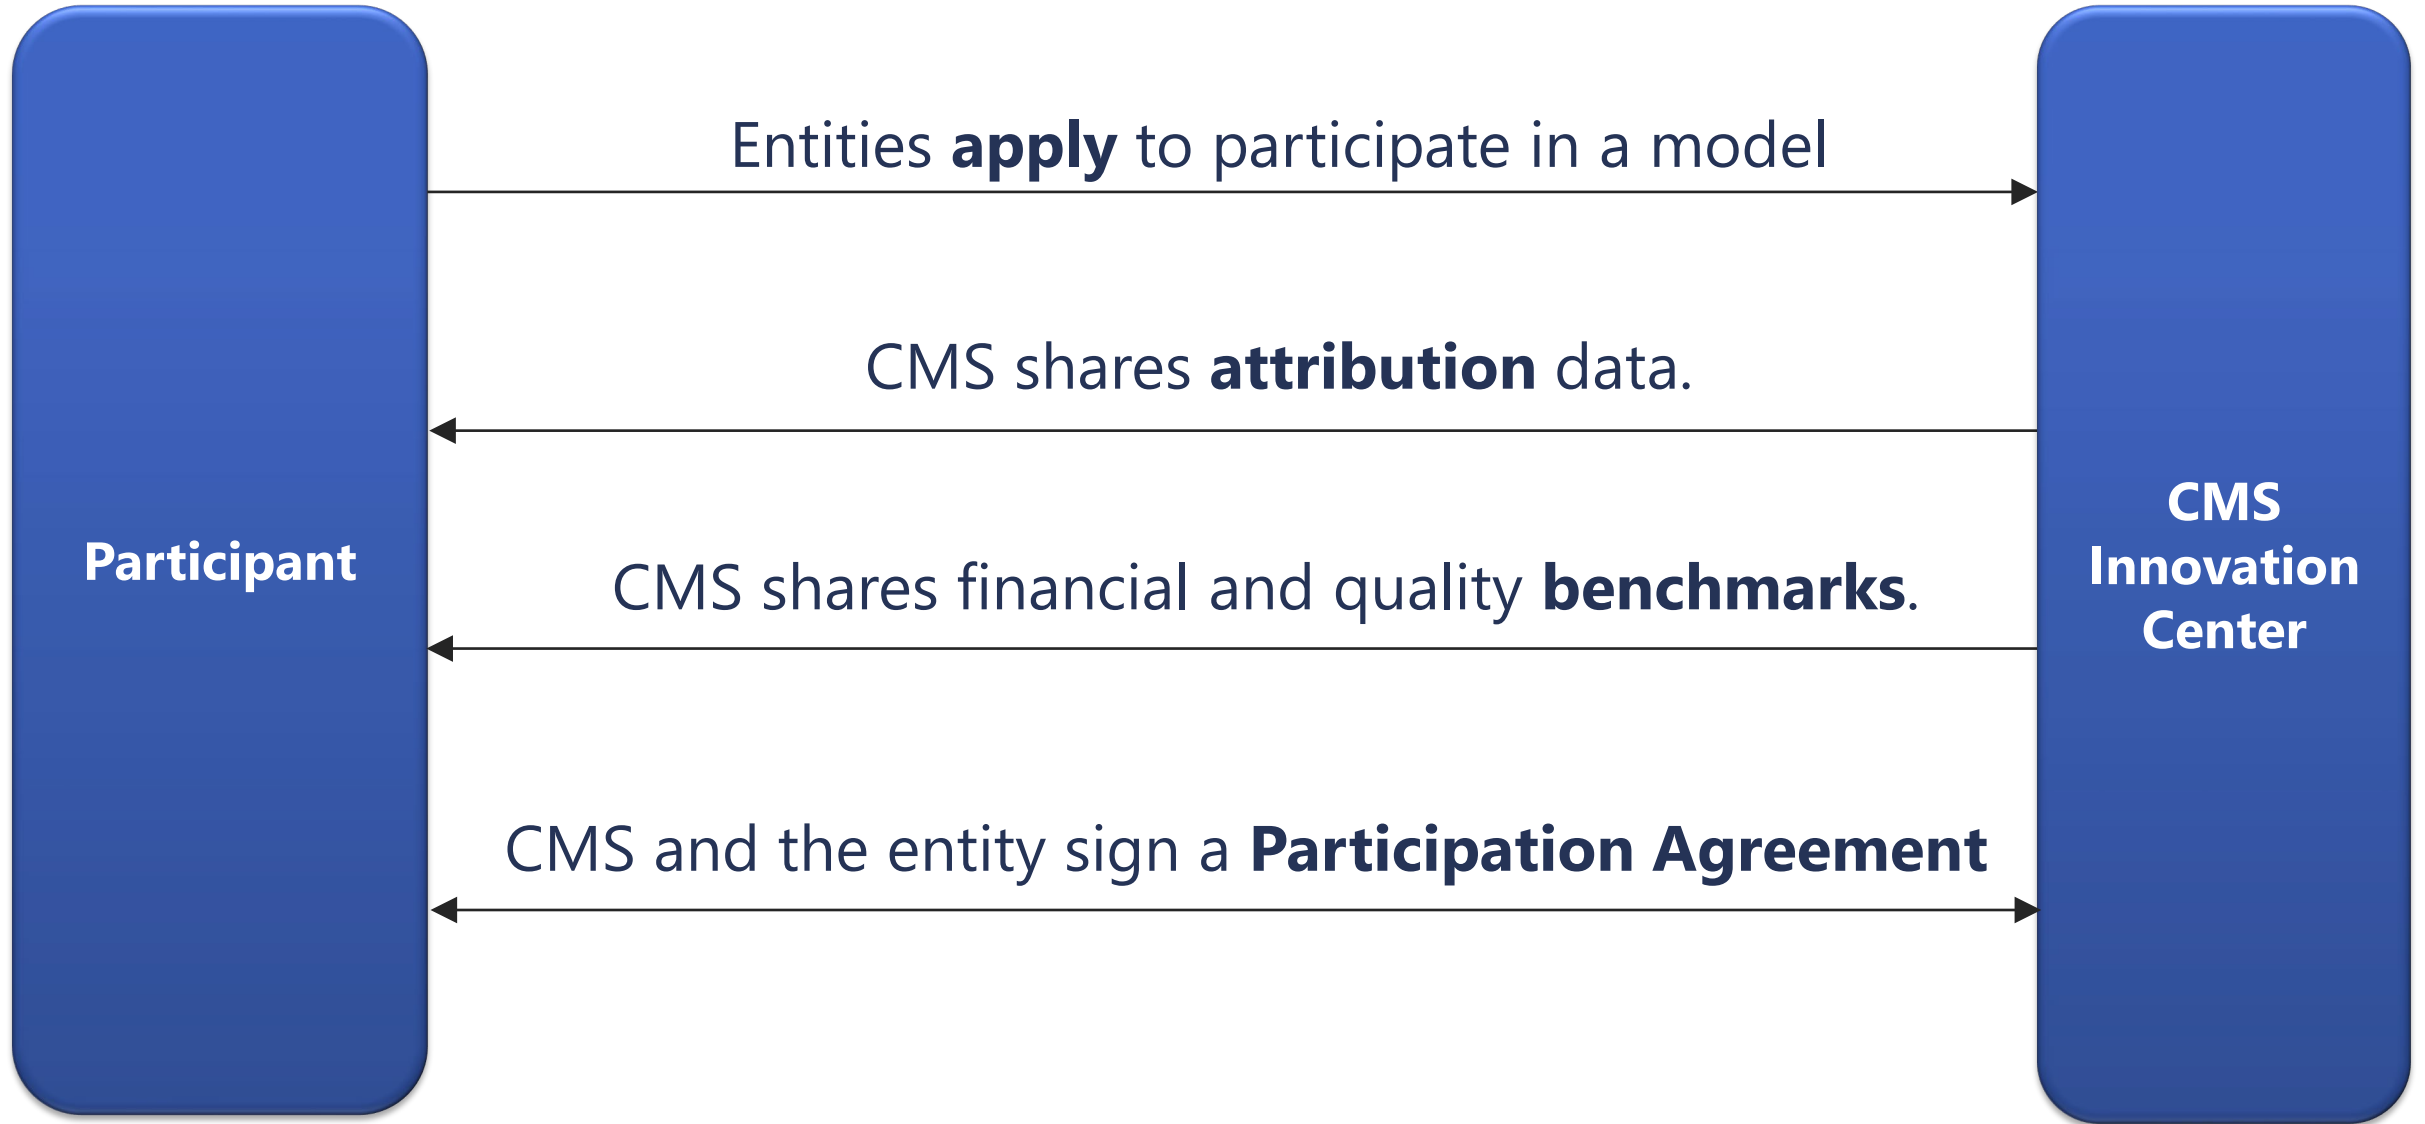 Entities apply to participate in a model
CMS shares attribution data.
CMS shares financial and quality benchmarks.
CMS and the entity sign a Participation Agreement
Participant
CMS
Innovation
Center